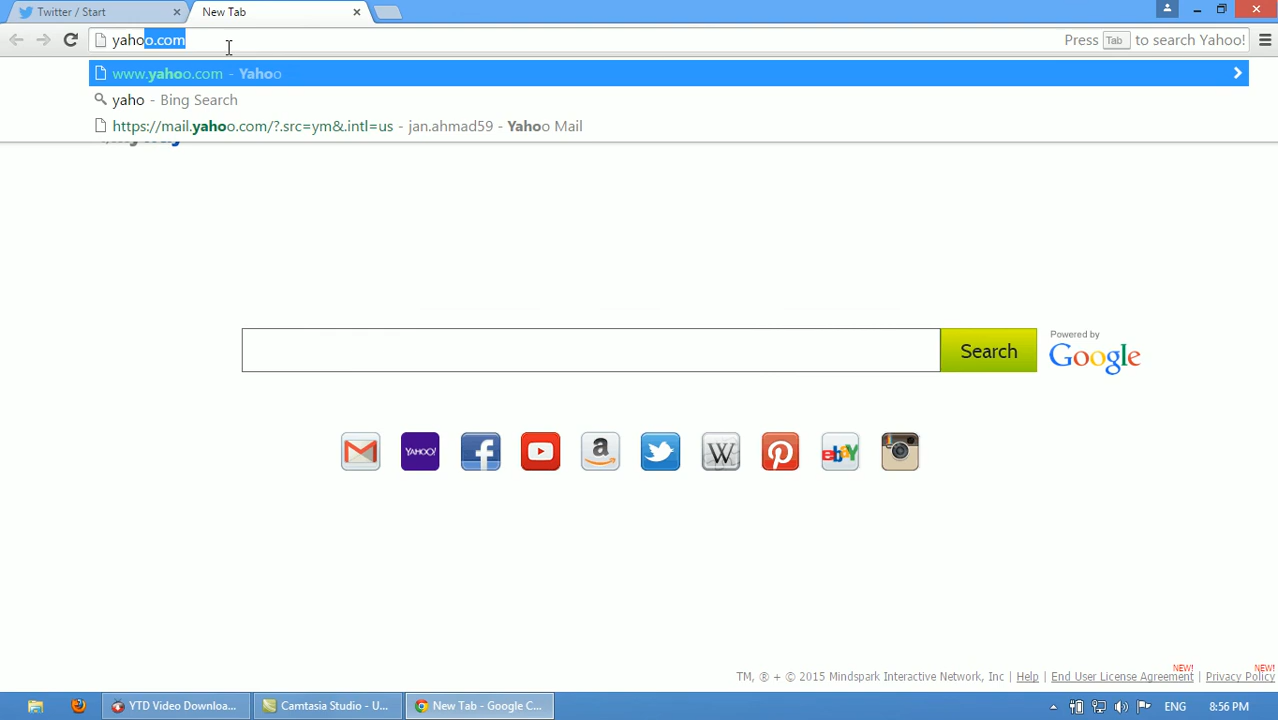 Twitter / Start
New Tab
yahoo.com
Press Tab to search Yahoo!
www.yahoo.com - Yahoo
yaho - Bing Search
https://mail.yahoo.com/?.src=ym&.intl=us - jan.ahmad59 - Yahoo Mail
Search
Powered by
Google
YAHOO!
f
a
W
ebay
NEW! NEW!
TM, ® + © 2015 Mindspark Interactive Network, Inc | Help | End User License Agreement | Privacy Policy
YTD Video Downloa...
Camtasia Studio - U...
New Tab - Google C...
ENG
8:56 PM